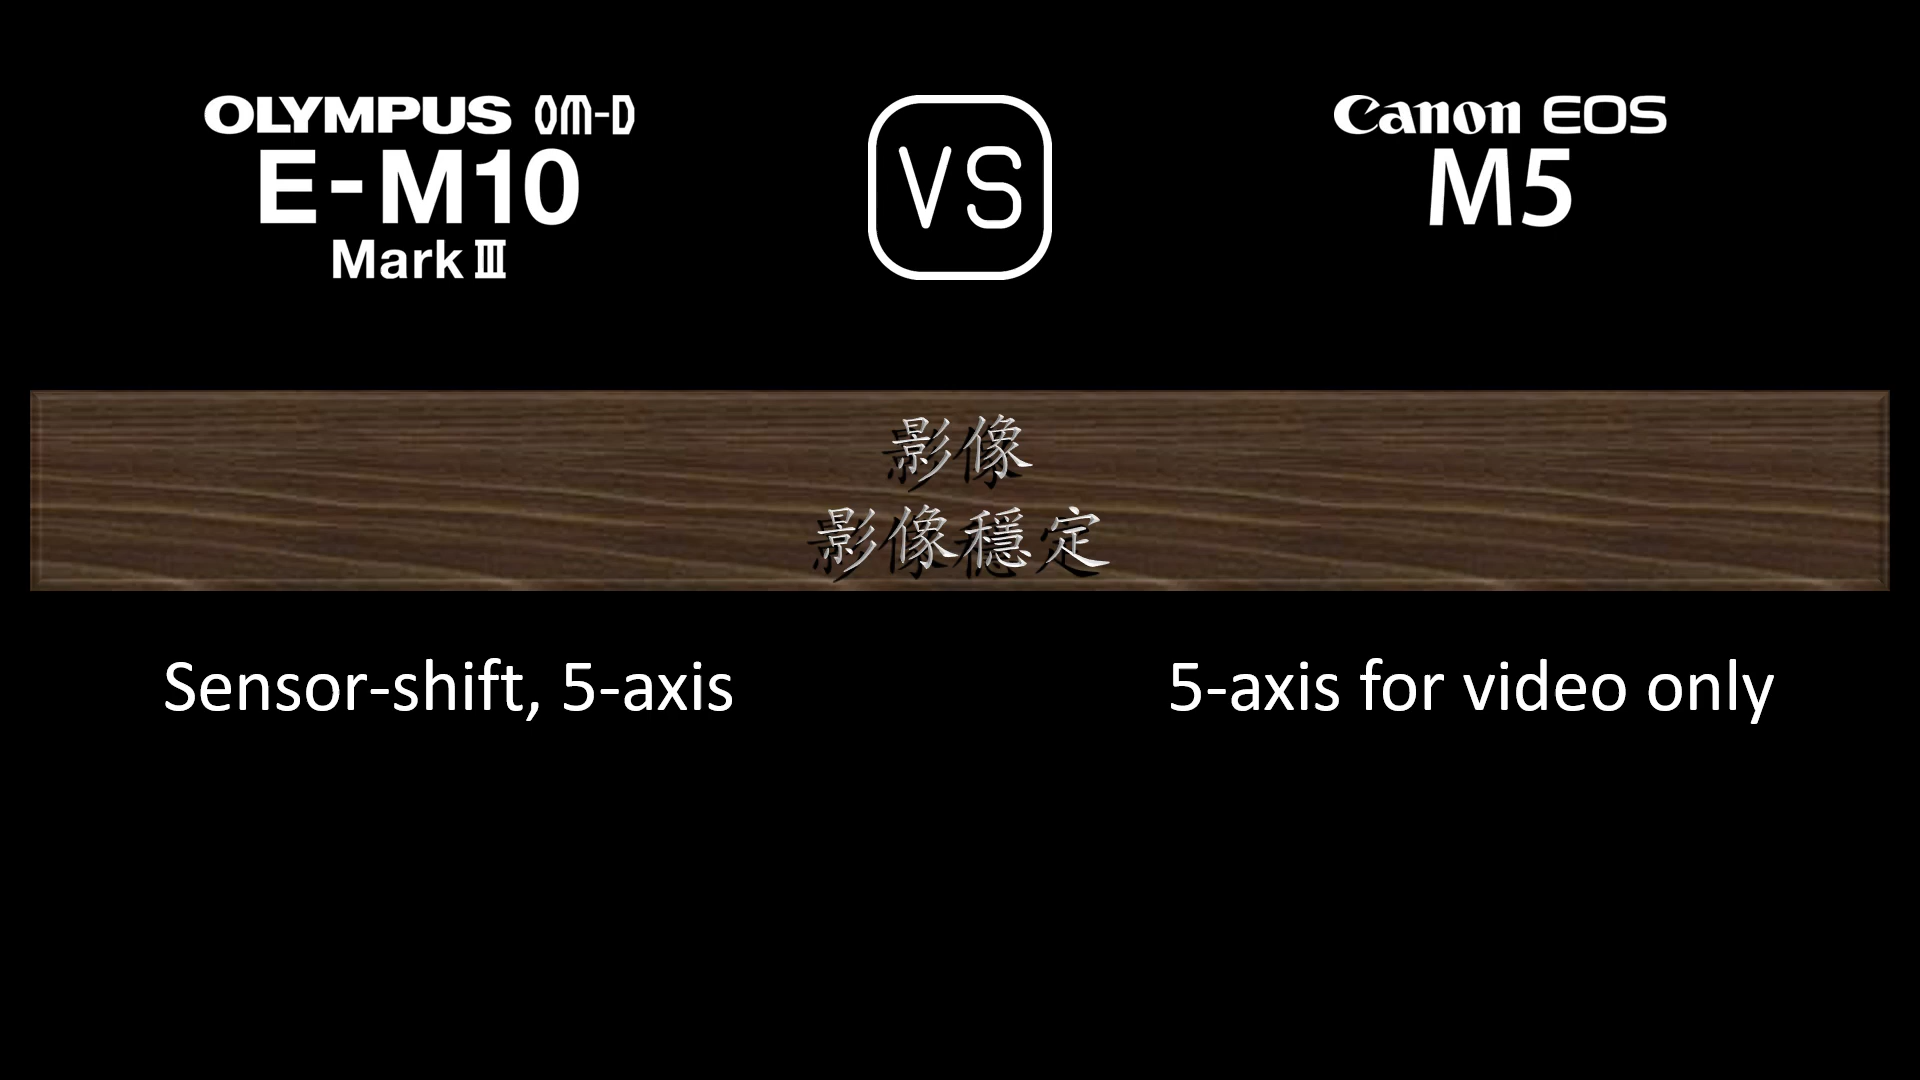 OLYMPUS OM-D
E-M10
Mark III
VS
Canon EOS
M5
影像
影像穩定
Sensor-shift, 5-axis
5-axis for video only